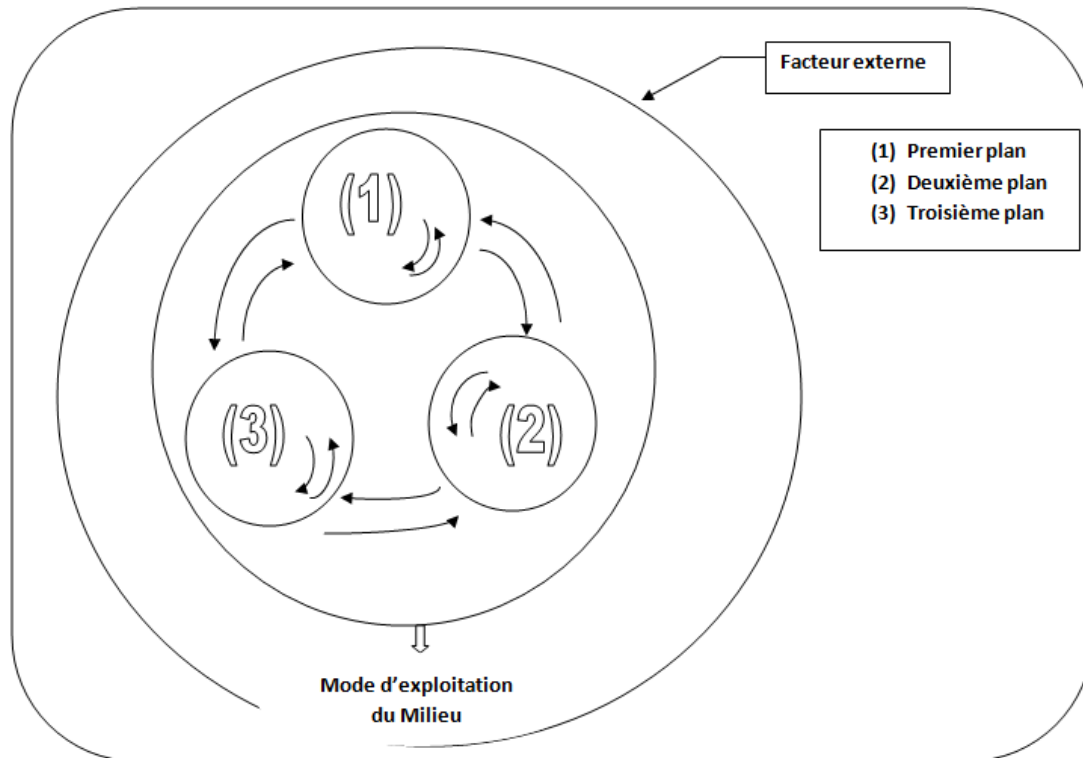 Facteur externe
(1) Premier plan
(2) Deuxième plan
(3) Troisième plan
(1)
(3)
(2)
Mode d’exploitation
du Milieu